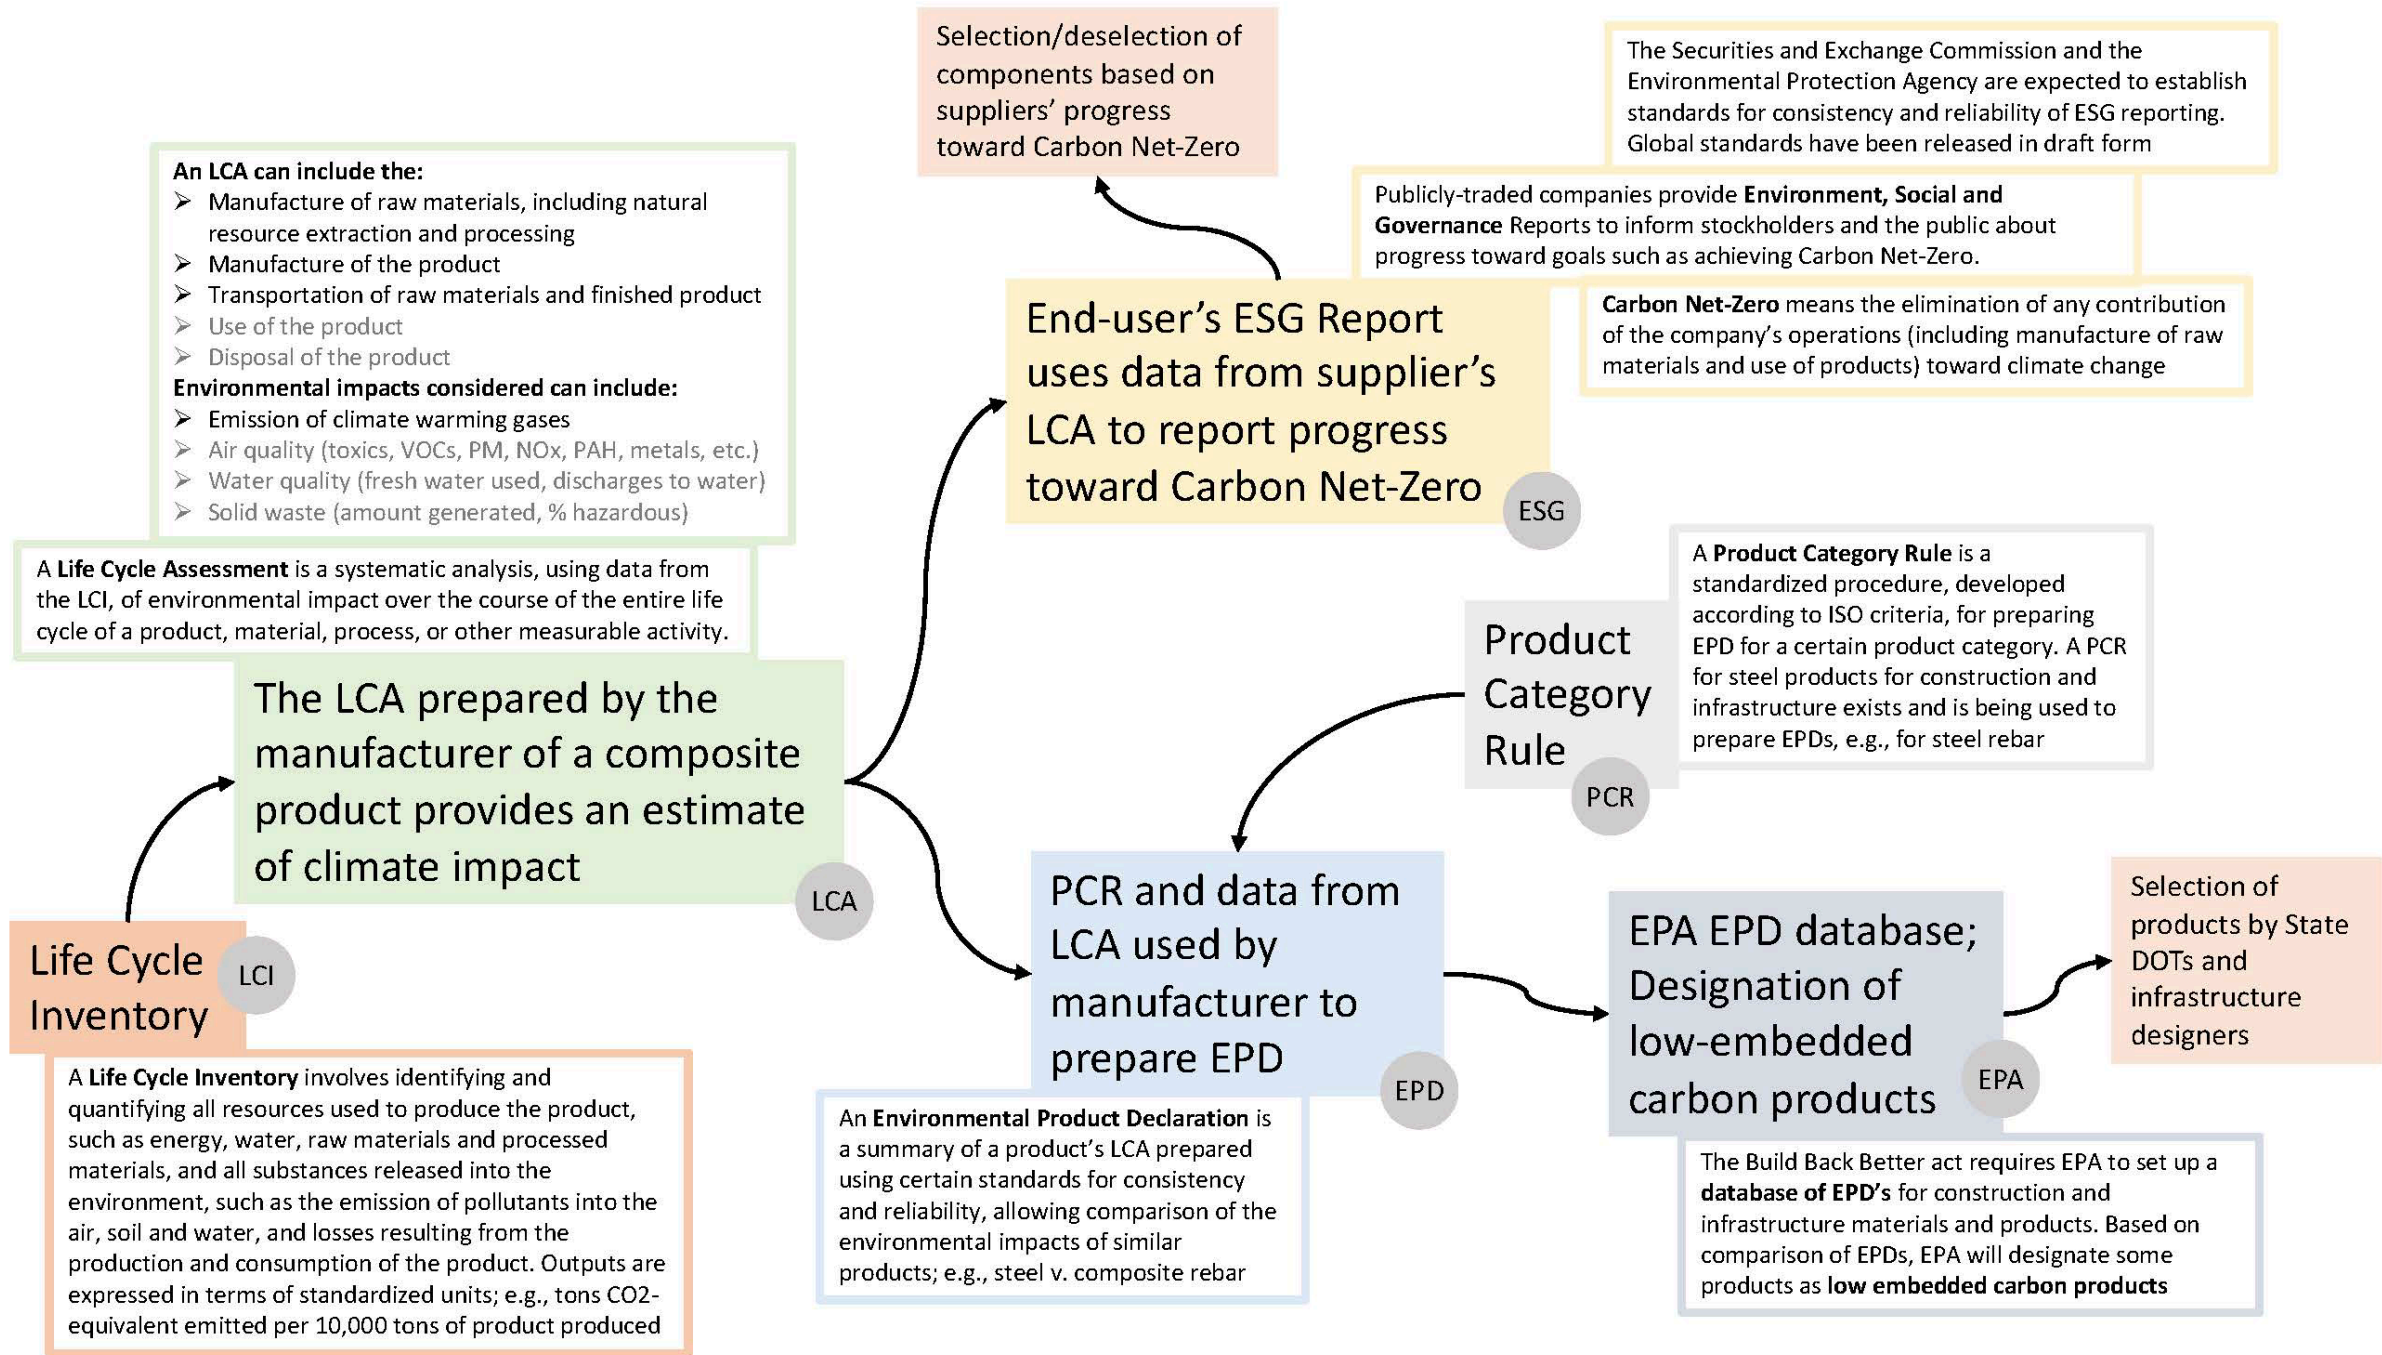 Selection/deselection of
components based on
suppliers' progress
toward Carbon Net-Zero
The Securities and Exchange Commission and the
Environmental Protection Agency are expected to establish
standards for consistency and reliability of ESG reporting.
Global standards have been released in draft form
Publicly-traded companies provide Environment, Social and
Governance Reports to inform stockholders and the public about
progress toward goals such as achieving Carbon Net-Zero.
Carbon Net-Zero means the elimination of any contribution
of the company's operations (including manufacture of raw
materials and use of products) toward climate change
End-user's ESG Report
uses data from supplier's
LCA to report progress
toward Carbon Net-Zero
ESG
An LCA can include the:
➢ Manufacture of raw materials, including natural
resource extraction and processing
➢ Manufacture of the product
➢ Transportation of raw materials and finished product
➢ Use of the product
➢ Disposal of the product
Environmental impacts considered can include:
➢ Emission of climate warming gases
➢ Air quality (toxics, VOCs, PM, NOx, PAH, metals, etc.)
➢ Water quality (fresh water used, discharges to water)
➢ Solid waste (amount generated, % hazardous)
A Life Cycle Assessment is a systematic analysis, using data from
the LCI, of environmental impact over the course of the entire life
cycle of a product, material, process, or other measurable activity.
The LCA prepared by the
manufacturer of a composite
product provides an estimate
of climate impact
LCA
Life Cycle
Inventory
LCI
A Life Cycle Inventory involves identifying and
quantifying all resources used to produce the product,
such as energy, water, raw materials and processed
materials, and all substances released into the
environment, such as the emission of pollutants into the
air, soil and water, and losses resulting from the
production and consumption of the product. Outputs are
expressed in terms of standardized units; e.g., tons CO2-
equivalent emitted per 10,000 tons of product produced
Product
Category
Rule
PCR
A Product Category Rule is a
standardized procedure, developed
according to ISO criteria, for preparing
EPD for a certain product category. A PCR
for steel products for construction and
infrastructure exists and is being used to
prepare EPDs, e.g., for steel rebar
PCR and data from
LCA used by
manufacturer to
prepare EPD
EPD
An Environmental Product Declaration is
a summary of a product's LCA prepared
using certain standards for consistency
and reliability, allowing comparison of the
environmental impacts of similar
products; e.g., steel v. composite rebar
EPA EPD database;
Designation of
low-embedded
carbon products
EPA
The Build Back Better act requires EPA to set up a
database of EPD's for construction and
infrastructure materials and products. Based on
comparison of EPDs, EPA will designate some
products as low embedded carbon products
Selection of
products by State
DOTs and
infrastructure
designers